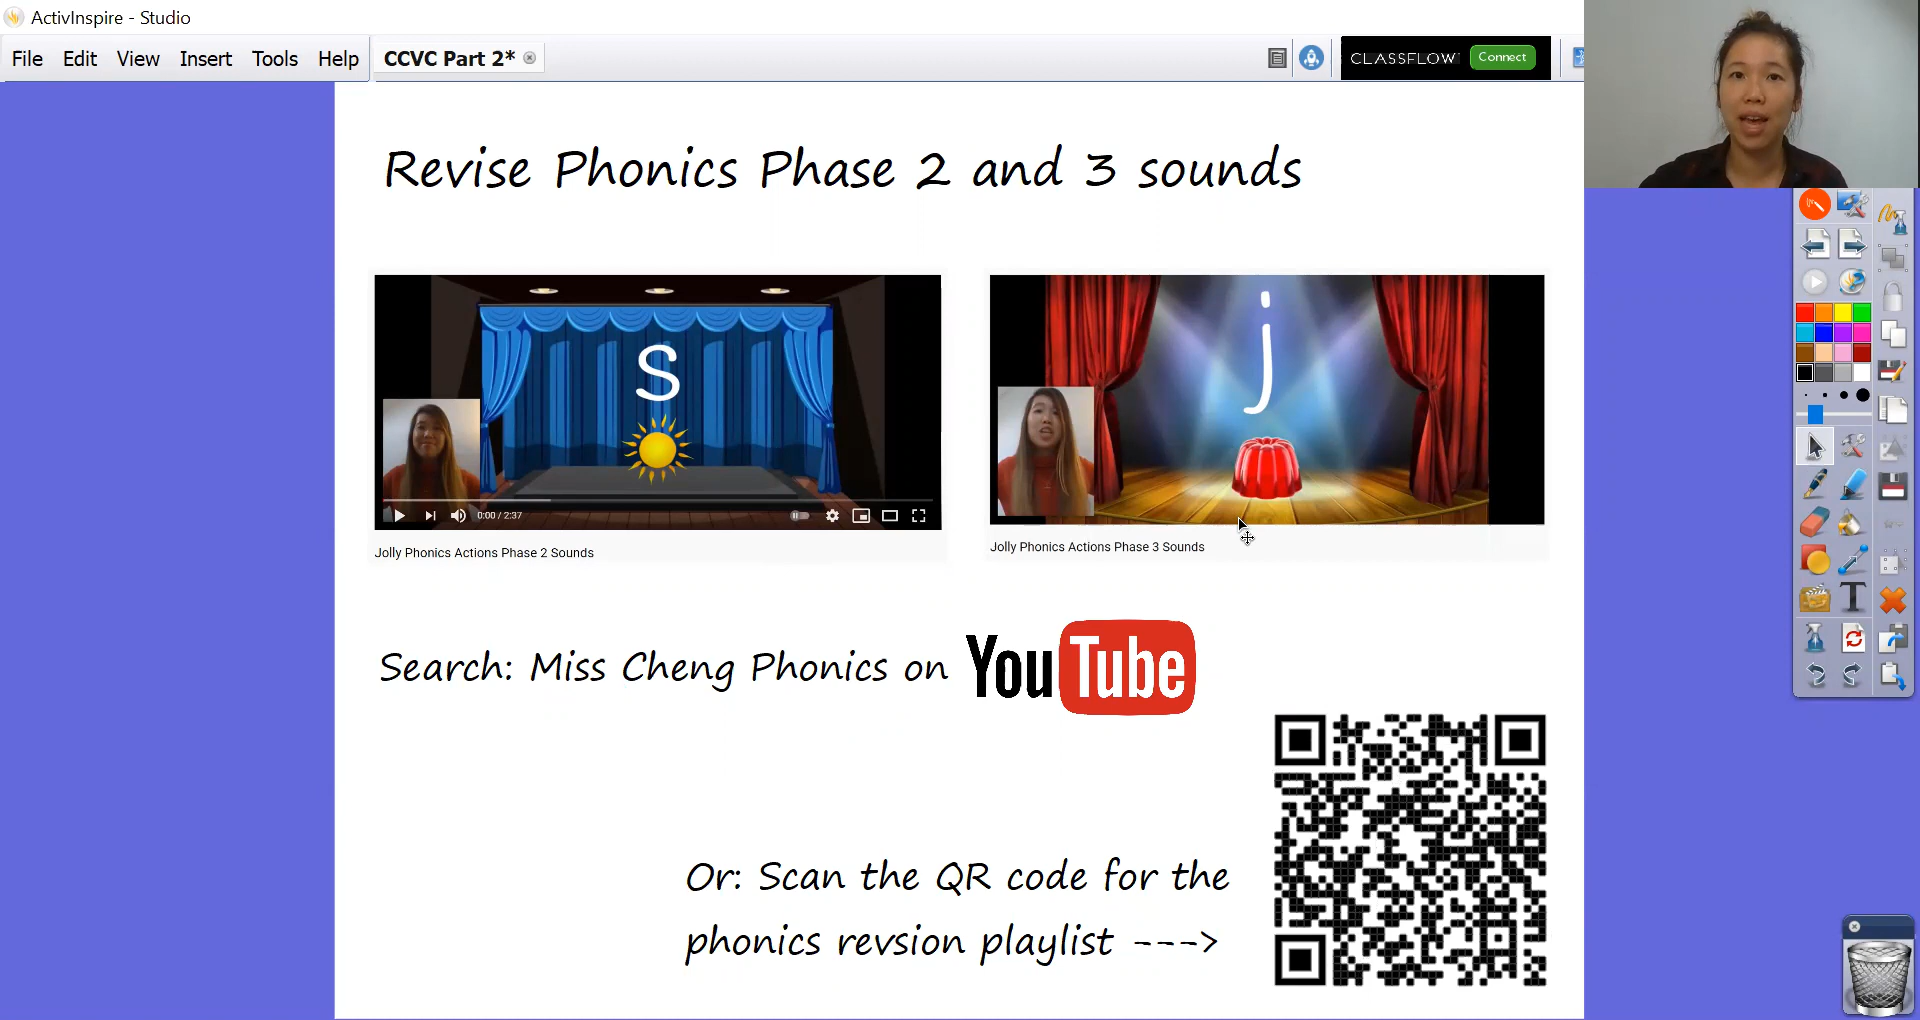 ActivInspire - Studio
File Edit View Insert Tools Help CCVC Part 2* CLASSFLOW Connect
Revise Phonics Phase 2 and 3 sounds
s
j
0:00 / 2:37
Jolly Phonics Actions Phase 2 Sounds
Jolly Phonics Actions Phase 3 Sounds
Search: Miss Cheng Phonics on YouTube
Or: Scan the QR code for the
phonics revsion playlist --->
T